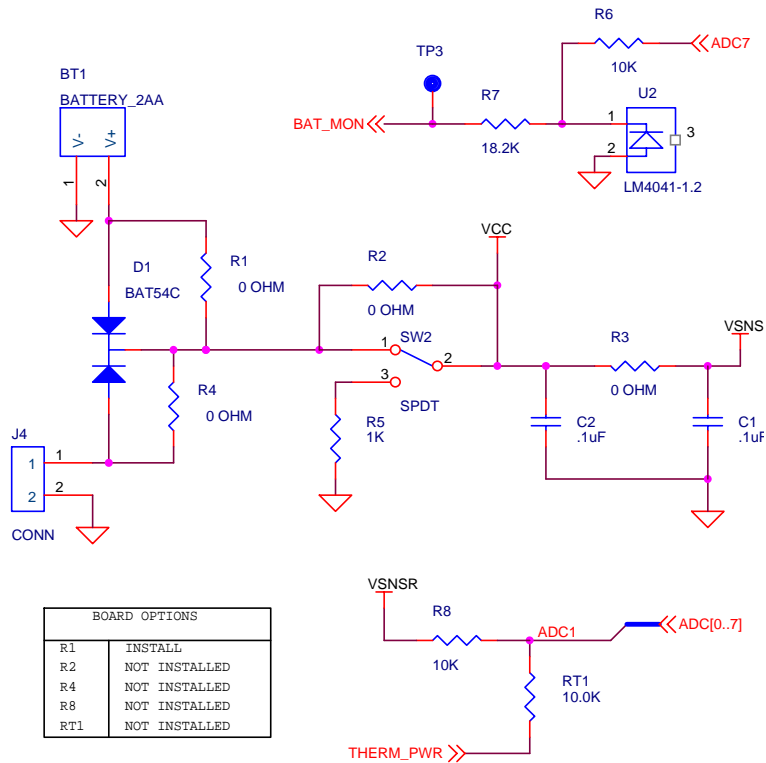 R6
ADC7
10K
TP3
BT1
BATTERY_2AA
V-
V+
1
2
R7
BAT_MON
18.2K
U2
1
2
3
LM4041-1.2
VCC
D1
BAT54C
R1
0 OHM
R2
0 OHM
1
SW2
2
3
SPDT
R3
0 OHM
VSNS
R4
0 OHM
R5
1K
C2
.1uF
C1
.1uF
J4
1
1
2
2
CONN
VSNSR
R8
10K
ADC1
ADC[0..7]
RT1
10.0K
THERM_PWR
BOARD OPTIONS
R1 INSTALL
R2 NOT INSTALLED
R4 NOT INSTALLED
R8 NOT INSTALLED
RT1 NOT INSTALLED